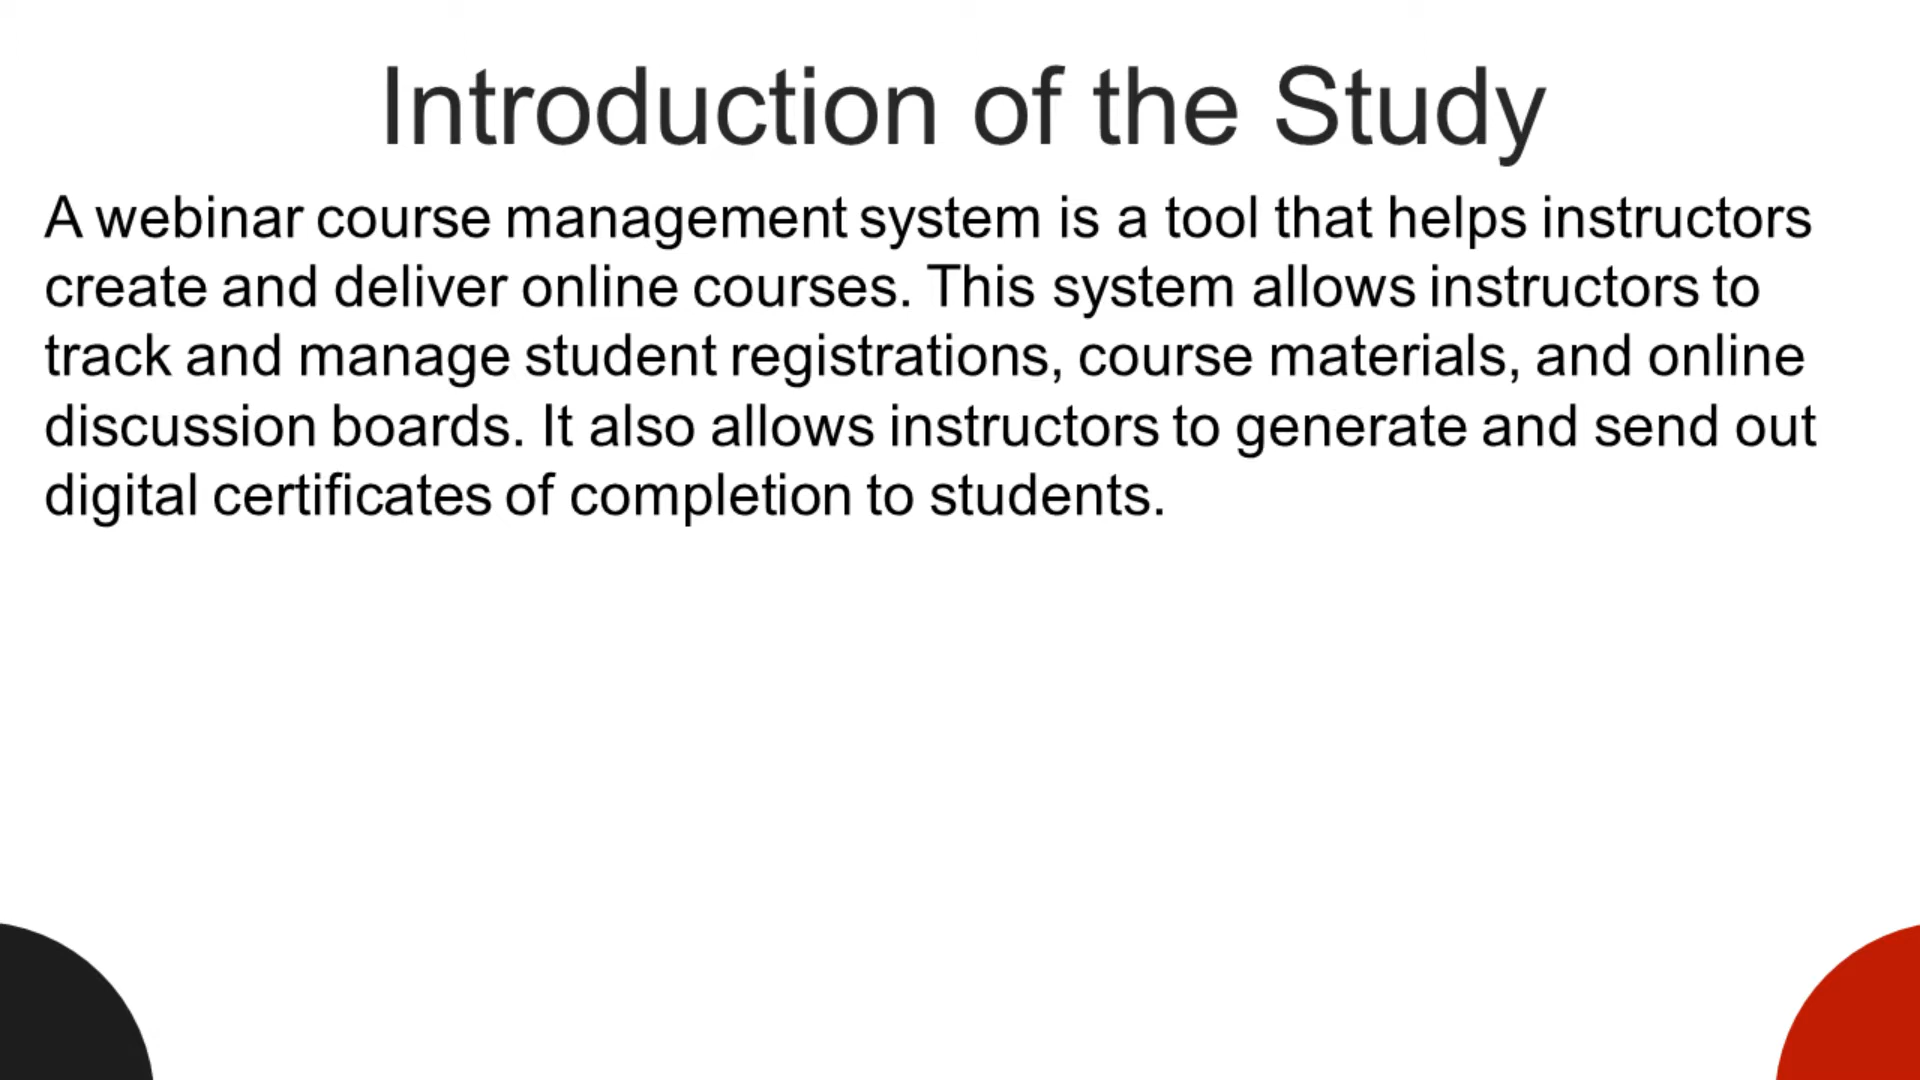 Introduction of the Study
A webinar course management system is a tool that helps instructors
create and deliver online courses. This system allows instructors to
track and manage student registrations, course materials, and online
discussion boards. It also allows instructors to generate and send out
digital certificates of completion to students.